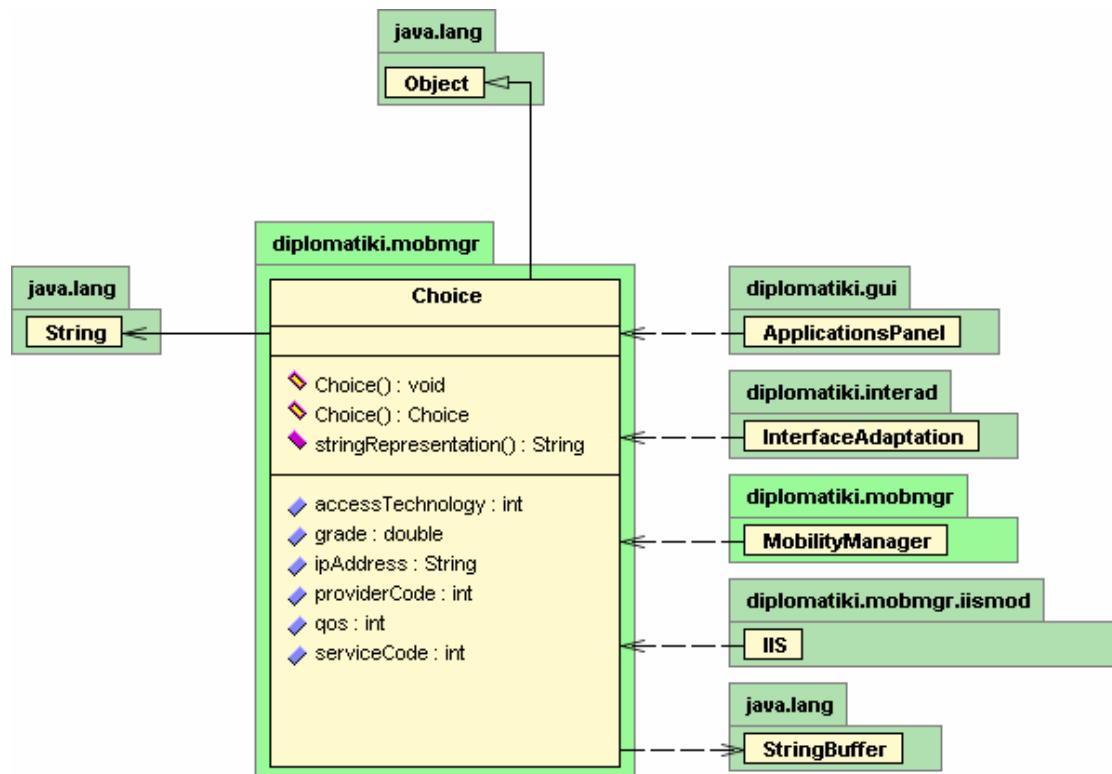 java.lang
Object
diplomatiki.mobmgr
Choice
Choice() : void
Choice() : Choice
stringRepresentation() : String
accessTechnology : int
grade : double
ipAddress : String
providerCode : int
qos : int
serviceCode : int
java.lang
String
diplomatiki.gui
ApplicationsPanel
diplomatiki.interad
InterfaceAdaptation
diplomatiki.mobmgr
MobilityManager
diplomatiki.mobmgr.iismod
IIS
java.lang
StringBuffer